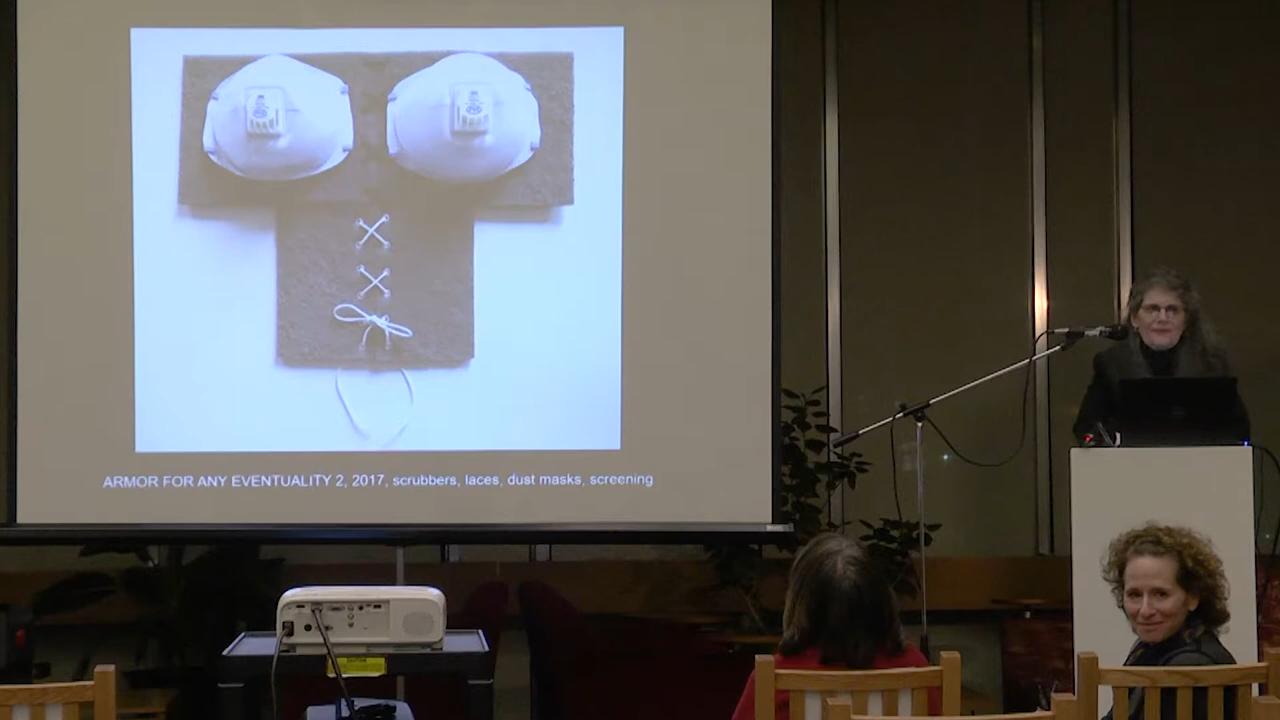 ARMOR FOR ANY EVENTUALITY 2, 2017, scrubbers, laces, dust masks, screening